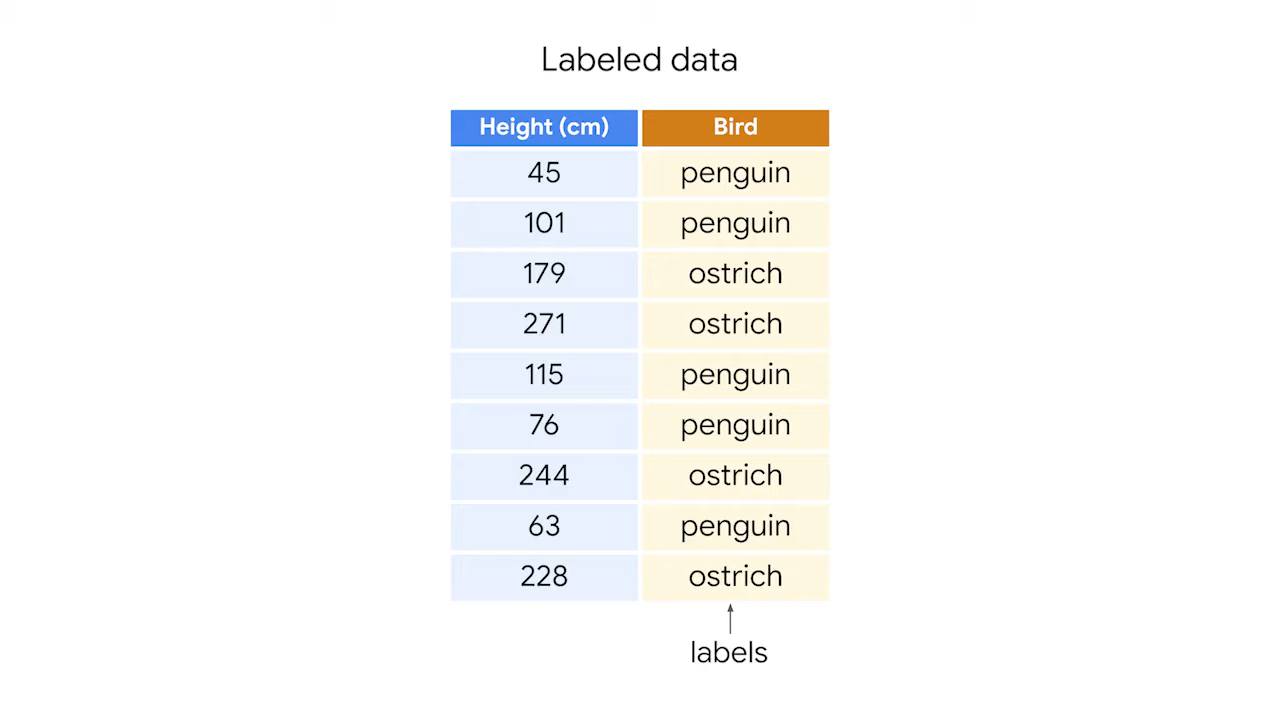 Labeled data
Height (cm) Bird
45 penguin
101 penguin
179 ostrich
271 ostrich
115 penguin
76 penguin
244 ostrich
63 penguin
228 ostrich
labels